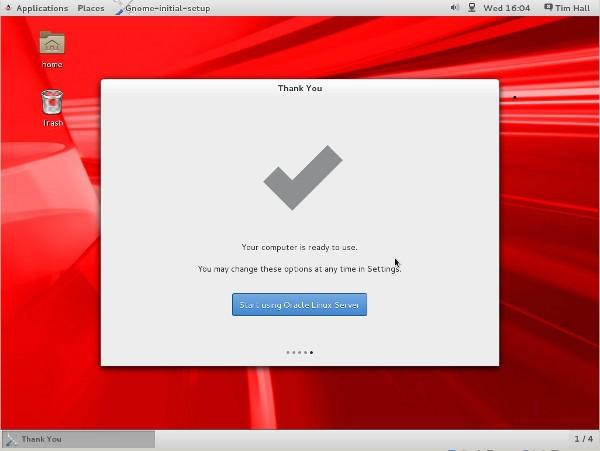 Applications Places Gnome-initial-setup Wed 16:04 Tim Hall
home
Trash
Thank You
Your computer is ready to use.
You may change these options at any time in Settings.
Start using Oracle Linux Server
Thank You 1 / 4